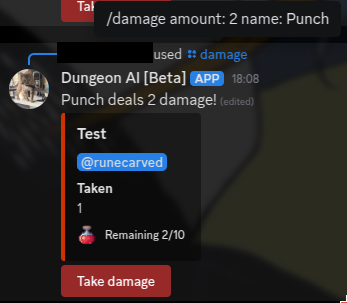 Tak
/damage amount: 2 name: Punch
used damage
Dungeon AI [Beta] APP 18:08
Punch deals 2 damage! (edited)
Test
@runecarved
Taken
1
Remaining 2/10
Take damage